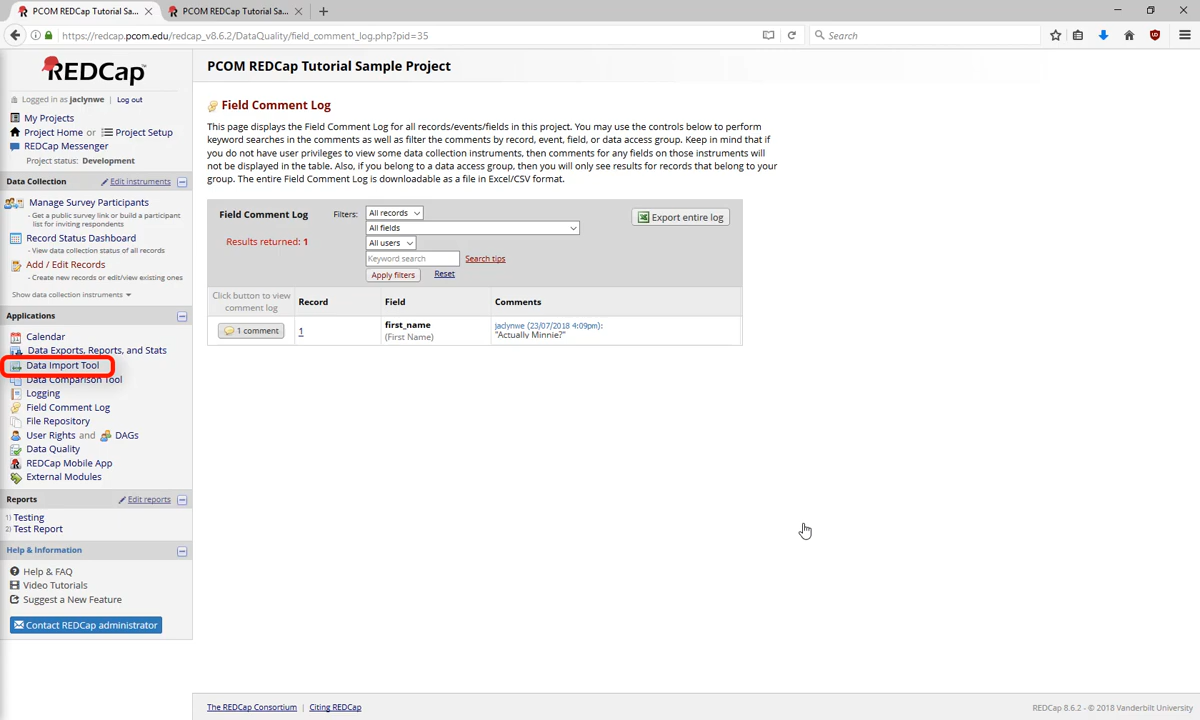 PCOM REDCap Tutorial Sa...
PCOM REDCap Tutorial Sa...
https://redcap.pcom.edu/redcap_v8.6.2/DataQuality/field_comment_log.php?pid=35
Search
REDCap
Logged in as jaclynwe | Log out
My Projects
Project Home or Project Setup
REDCap Messenger
Project status: Development
Data Collection Edit instruments
Manage Survey Participants
- Get a public survey link or build a participant
list for inviting respondents
Record Status Dashboard
- View data collection status of all records
Add / Edit Records
- Create new records or edit/view existing ones
Show data collection instruments
Applications
Calendar
Data Exports, Reports, and Stats
Data Import Tool
Data Comparison Tool
Logging
Field Comment Log
File Repository
User Rights and DAGs
Data Quality
REDCap Mobile App
External Modules
Reports Edit reports
1) Testing
2) Test Report
Help & Information
Help & FAQ
Video Tutorials
Suggest a New Feature
Contact REDCap administrator
PCOM REDCap Tutorial Sample Project
Field Comment Log
This page displays the Field Comment Log for all records/events/fields in this project. You may use the controls below to perform
keyword searches in the comments as well as filter the comments by record, event, field, or data access group. Keep in mind that if
you do not have user privileges to view some data collection instruments, then comments for any fields on those instruments will
not be displayed in the table. Also, if you belong to a data access group, then you will only see results for records that belong to your
group. The entire Field Comment Log is downloadable as a file in Excel/CSV format.
Field Comment Log Filters: All records Export entire log
All fields
Results returned: 1 All users
Keyword search Search tips
Apply filters Reset
Click button to view
comment log Record Field Comments
1 comment 1 first_name jaclynwe (23/07/2018 4:09pm):
(First Name) "Actually Minnie?"
The REDCap Consortium | Citing REDCap
REDCap 8.6.2 - © 2018 Vanderbilt University